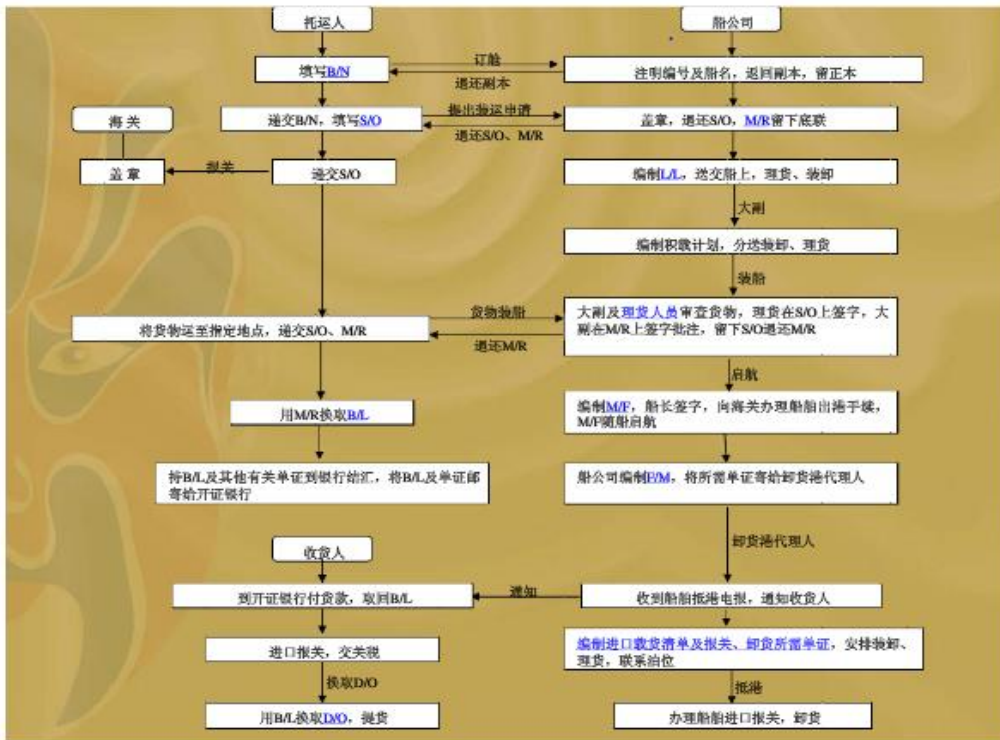 托运人
船公司
订舱
填写B/N
注明编号及船名，返回副本，留正本
退还副本
提出装运申请
海关
递交B/N，填写S/O
盖章，退还S/O，M/R留下底联
退还S/O、M/R
报关
盖章
递交S/O
编制L/L，送交船上，理货、装卸
大副
编制积载计划，分送装卸、理货
装船
货物装船
大副及理货人员审查货物，理货在S/O上签字，大
副在M/R上签字批注，留下S/O退还M/R
将货物运至指定地点，递交S/O、M/R
退还M/R
启航
用M/R换取B/L
编制M/F，船长签字，向海关办理船舶出港手续，
M/F随船启航
持B/L及其他有关单证到银行结汇，将B/L及单证邮
寄给开证银行
船公司编制F/M，将所需单证寄给卸货港代理人
卸货港代理人
收货人
通知
到开证银行付货款，取回B/L
收到船舶抵港电报，通知收货人
进口报关，交关税
编制进口载货清单及报关、卸货所需单证，安排装卸、
理货，联系泊位
换取D/O
抵港
用B/L换取D/O，提货
办理船舶进口报关，卸货